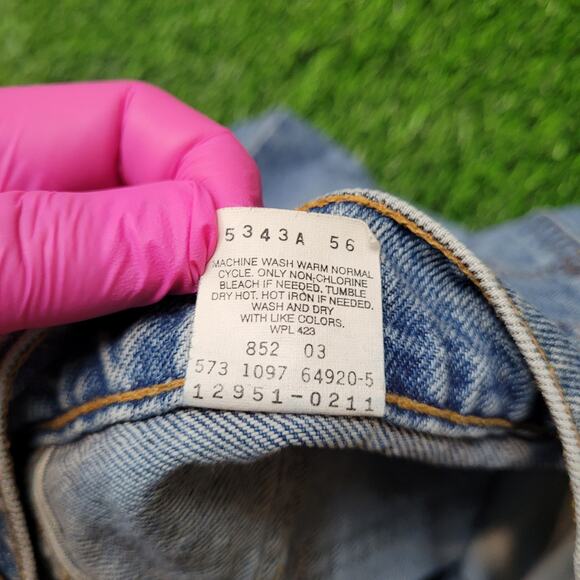 5343A 56
MACHINE WASH WARM NORMAL
CYCLE. ONLY NON-CHLORINE
BLEACH IF NEEDED. TUMBLE
DRY HOT. HOT IRON IF NEEDED.
WASH AND DRY
WITH LIKE COLORS.
WPL 423
852 03
573 1097 64920-5
12951-0211